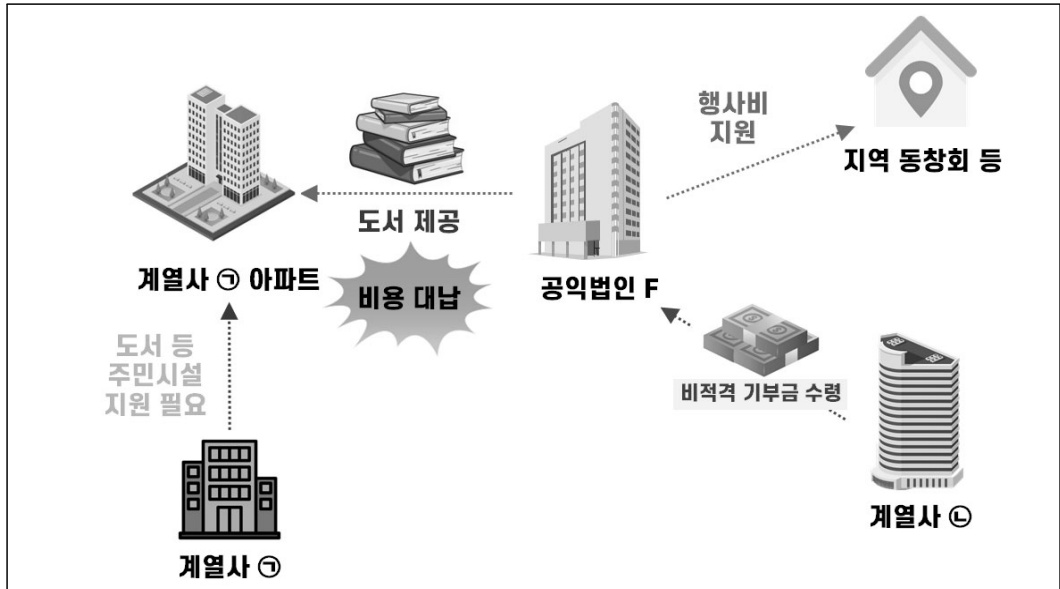 행사비
지원
지역 동창회 등
도서 제공
계열사 ㉠ 아파트
비용 대납
공익법인 F
도서 등
주민시설
지원 필요
비적격 기부금 수령
계열사 ㉡
계열사 ㉠